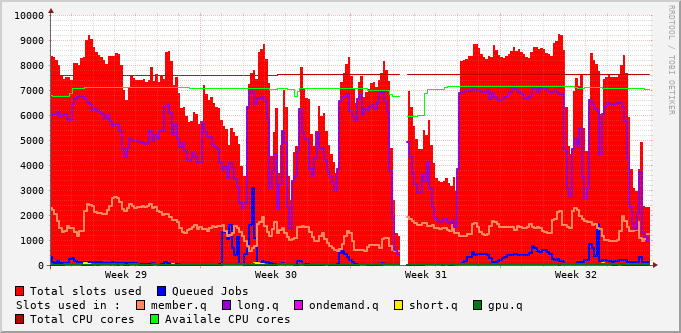 10000
9000
8000
7000
6000
5000
4000
3000
2000
1000
0
Week 29 Week 30 Week 31 Week 32
Total slots used Queued Jobs
Slots used in : member.q long.q ondemand.q short.q gpu.q
Total CPU cores Availale CPU cores
RRDTOOL / TOBI OETIKER